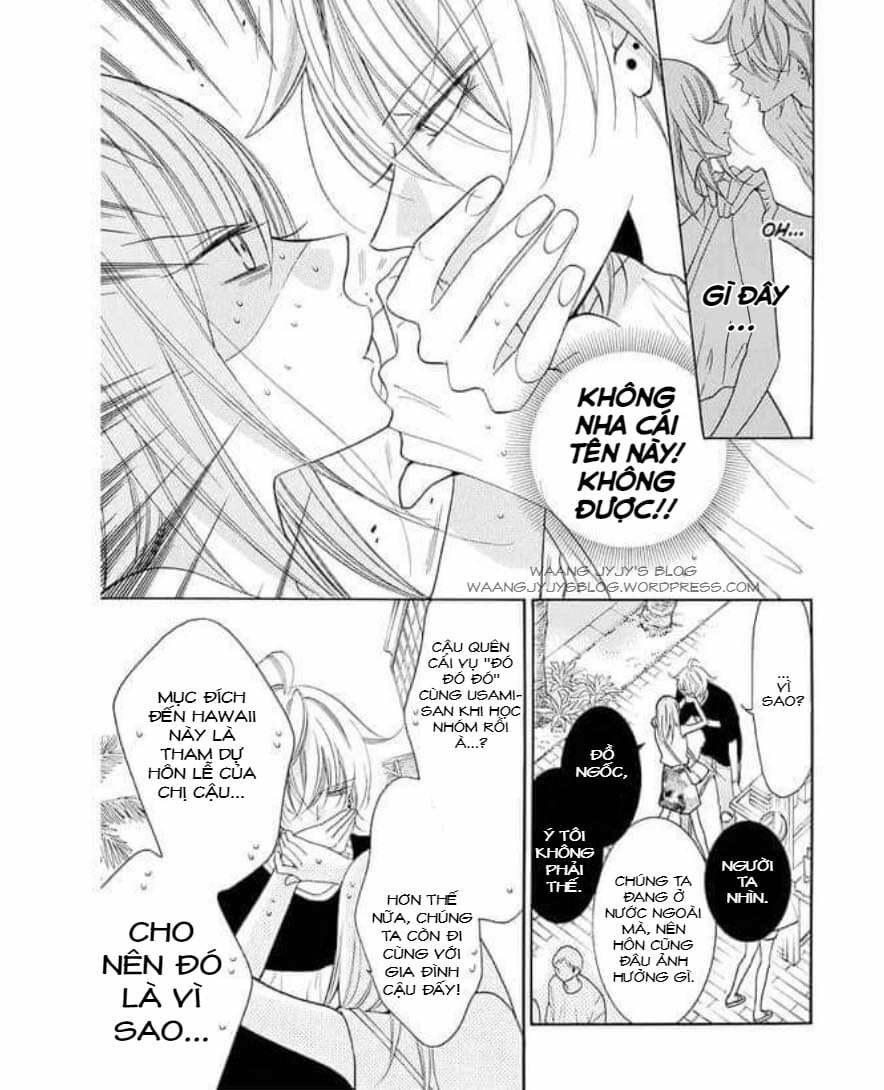 OH...
GÌ ĐÂY
...
KHÔNG
NHA CÁI
TÊN NÀY!
KHÔNG
ĐƯỢC!!
WAANG JYJY'S BLOG
WAANGJYJYSBLOG.WORDPRESS.COM
...
VÌ
SAO?
ĐỒ
NGỐC,
NGƯỜI
TA
NHÌN.
Ý TÔI
KHÔNG
PHẢI
THẾ.
CHÚNG TA
ĐANG Ở
NƯỚC NGOÀI
MÀ, NÊN
HÔN CŨNG
ĐÂU ẢNH
HƯỞNG GÌ.
CẬU QUÊN
CÁI VỤ "ĐÓ
ĐÓ ĐÓ"
CÙNG USAMI-
SAN KHI HỌC
NHÓM RỒI
À...?
MỤC ĐÍCH
ĐẾN HAWAII
NÀY LÀ
THAM DỰ
HÔN LỄ CỦA
CHỊ CẬU...
HƠN THẾ
NỮA, CHÚNG
TA CÒN ĐI
CÙNG VỚI
GIA ĐÌNH
CẬU ĐẤY!
CHO
NÊN ĐÓ
LÀ VÌ
SAO...